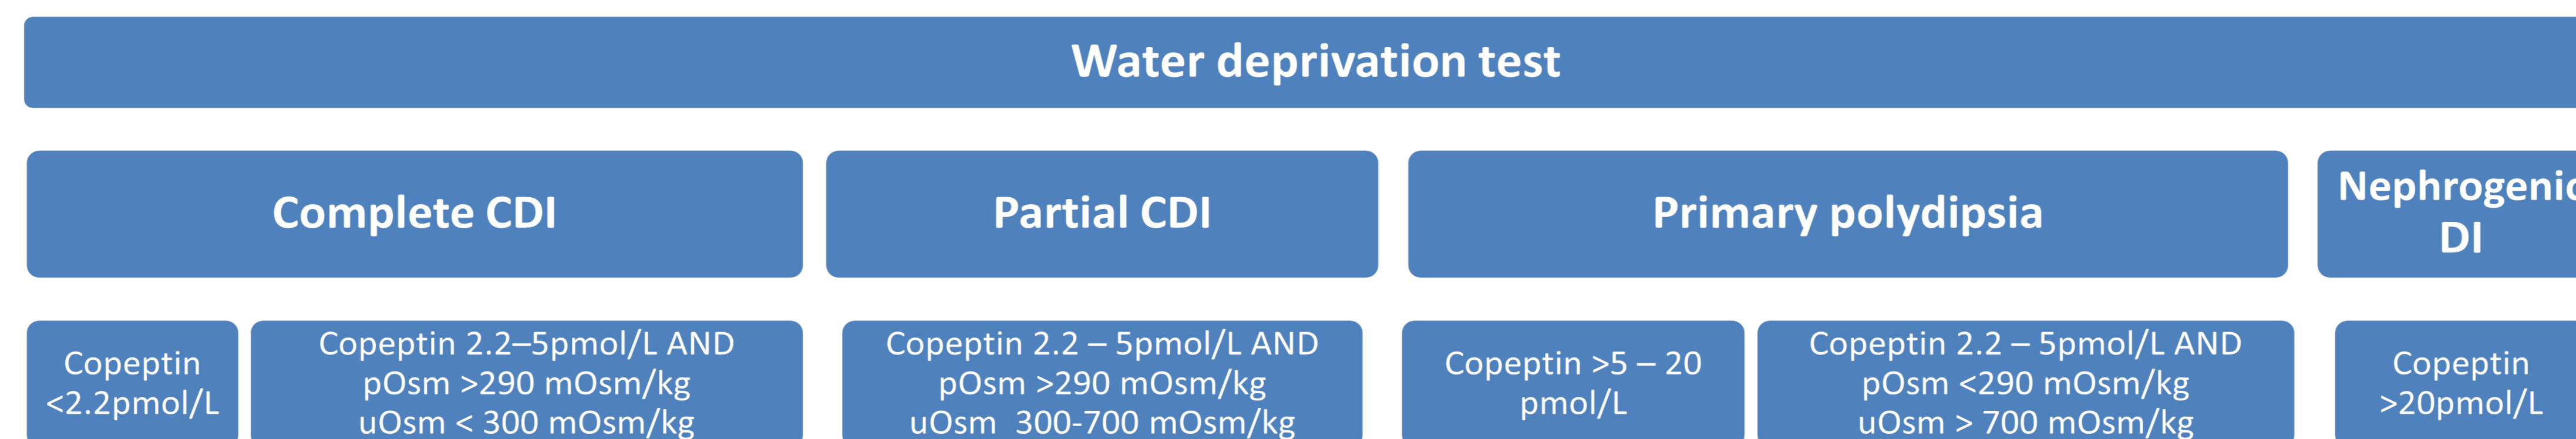 Water deprivation test
Complete CDI
Partial CDI
Primary polydipsia
Nephrogenic
DI
Copeptin
<2.2pmol/L
Copeptin 2.2–5pmol/L AND
pOsm >290 mOsm/kg
uOsm < 300 mOsm/kg
Copeptin 2.2 – 5pmol/L AND
pOsm >290 mOsm/kg
uOsm  300-700 mOsm/kg
Copeptin >5 – 20
pmol/L
Copeptin 2.2 – 5pmol/L AND
pOsm <290 mOsm/kg
uOsm > 700 mOsm/kg
Copeptin
>20pmol/L